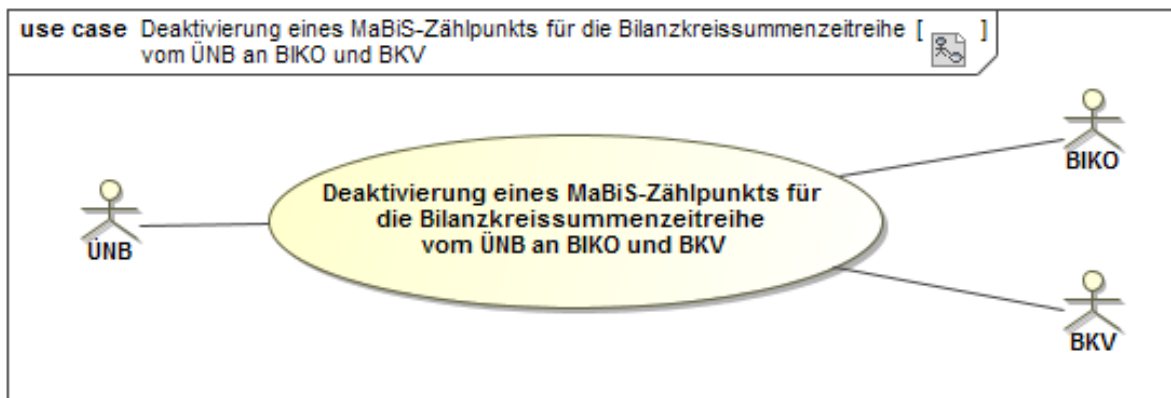 use case Deaktivierung eines MaBiS-Zählpunkts für die Bilanzkreissummenzeitreihe [ ]
vom ÜNB an BIKO und BKV
BIKO
Deaktivierung eines MaBiS-Zählpunkts für
die Bilanzkreissummenzeitreihe
vom ÜNB an BIKO und BKV
ÜNB
BKV